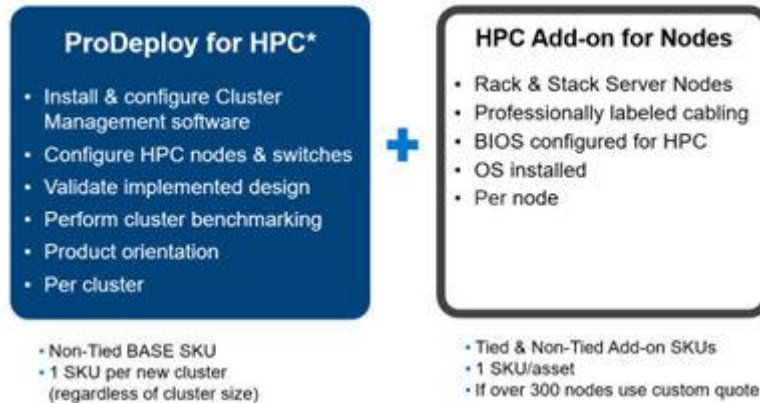 ProDeploy for HPC*
• Install & configure Cluster
Management software
• Configure HPC nodes & switches
• Validate implemented design
• Perform cluster benchmarking
• Product orientation
• Per cluster
• Non-Tied BASE SKU
• 1 SKU per new cluster
(regardless of cluster size)
+
HPC Add-on for Nodes
• Rack & Stack Server Nodes
• Professionally labeled cabling
• BIOS configured for HPC
• OS installed
• Per node
• Tied & Non-Tied Add-on SKUs
• 1 SKU/asset
• If over 300 nodes use custom quote